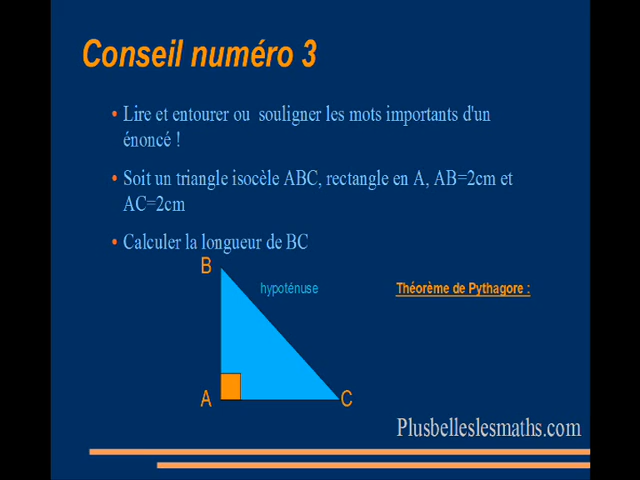 Conseil numéro 3
• Lire et entourer ou souligner les mots importants d'un
énoncé !
• Soit un triangle isocèle ABC, rectangle en A, AB=2cm et
AC=2cm
• Calculer la longueur de BC
B
hypoténuse
Théorème de Pythagore :
A
C
Plusbelleslesmaths.com